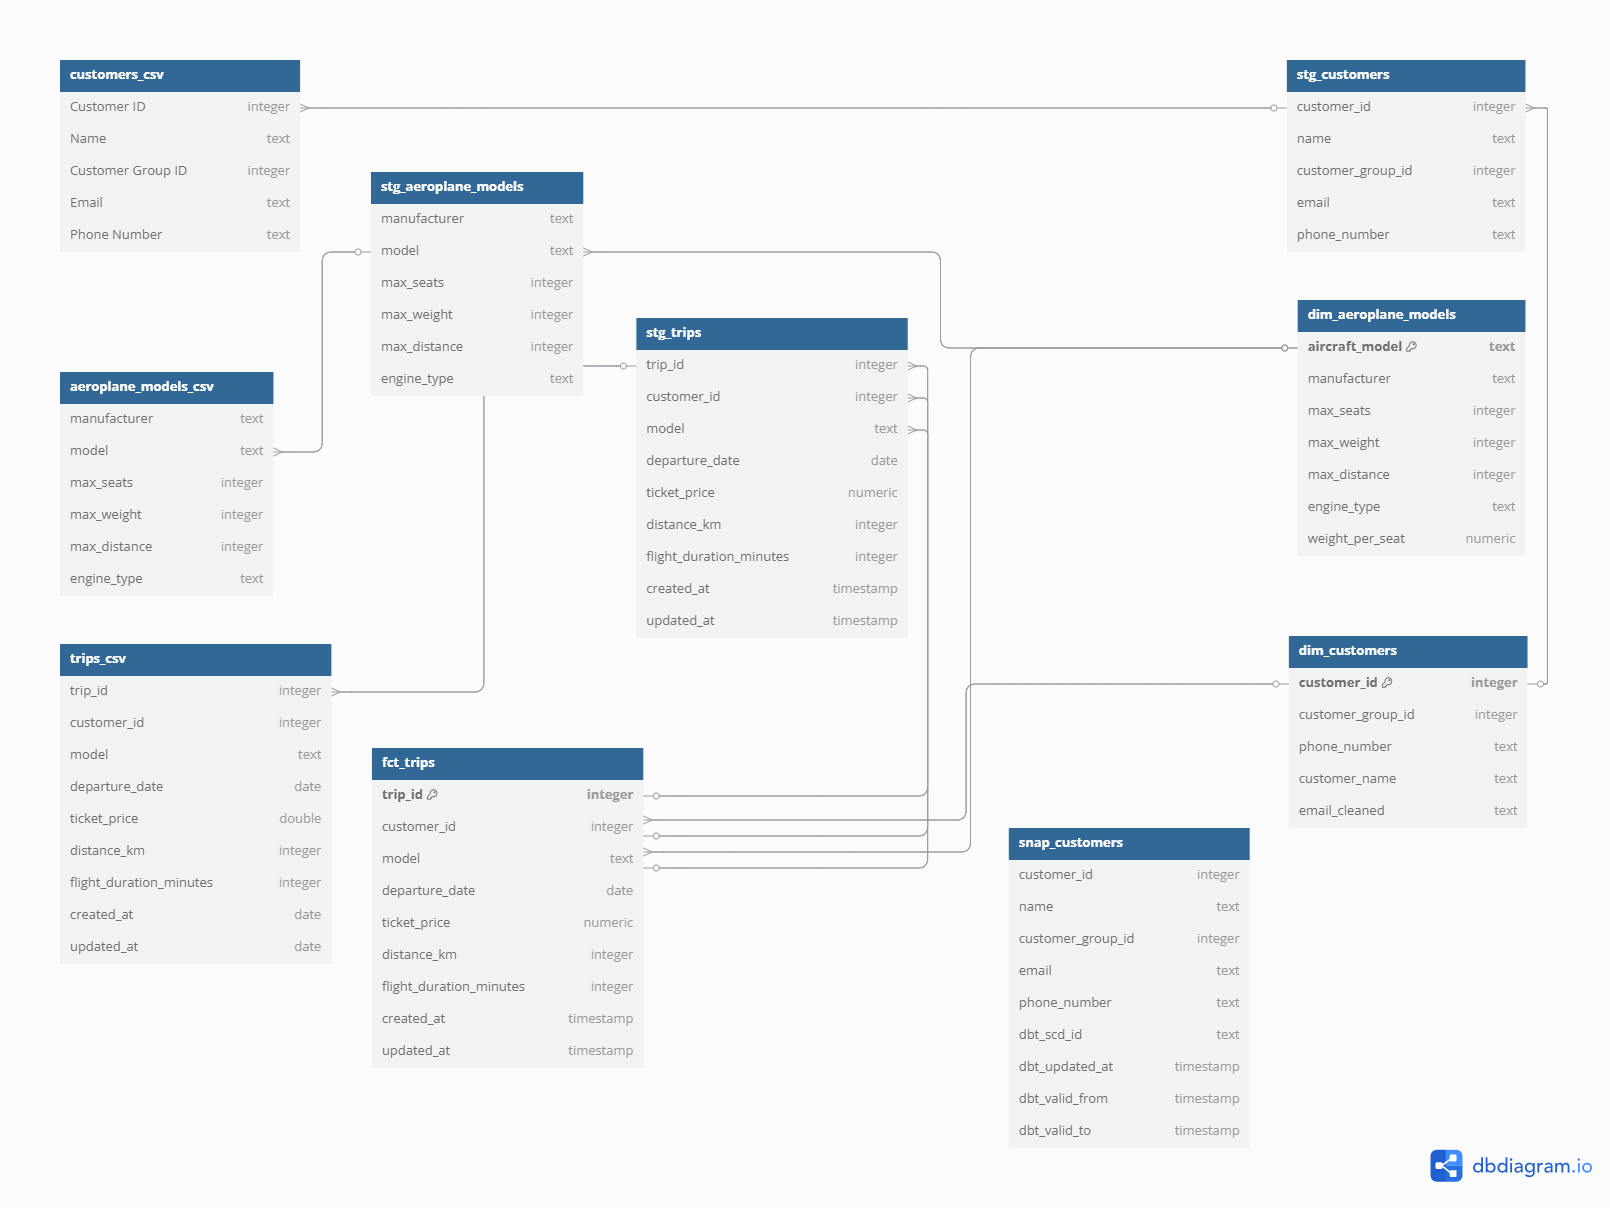 customers_csv
Customer ID integer
Name text
Customer Group ID integer
Email text
Phone Number text
stg_customers
customer_id integer
name text
customer_group_id integer
email text
phone_number text
stg_aeroplane_models
manufacturer text
model text
max_seats integer
max_weight integer
max_distance integer
engine_type text
stg_trips
trip_id integer
customer_id integer
model text
departure_date date
ticket_price numeric
distance_km integer
flight_duration_minutes integer
created_at timestamp
updated_at timestamp
dim_aeroplane_models
aircraft_model text
manufacturer text
max_seats integer
max_weight integer
max_distance integer
engine_type text
weight_per_seat numeric
aeroplane_models_csv
manufacturer text
model text
max_seats integer
max_weight integer
max_distance integer
engine_type text
trips_csv
trip_id integer
customer_id integer
model text
departure_date date
ticket_price double
distance_km integer
flight_duration_minutes integer
created_at date
updated_at date
fct_trips
trip_id integer
customer_id integer
model text
departure_date date
ticket_price numeric
distance_km integer
flight_duration_minutes integer
created_at timestamp
updated_at timestamp
dim_customers
customer_id integer
customer_group_id integer
phone_number text
customer_name text
email_cleaned text
snap_customers
customer_id integer
name text
customer_group_id integer
email text
phone_number text
dbt_scd_id text
dbt_updated_at timestamp
dbt_valid_from timestamp
dbt_valid_to timestamp
dbdiagram.io